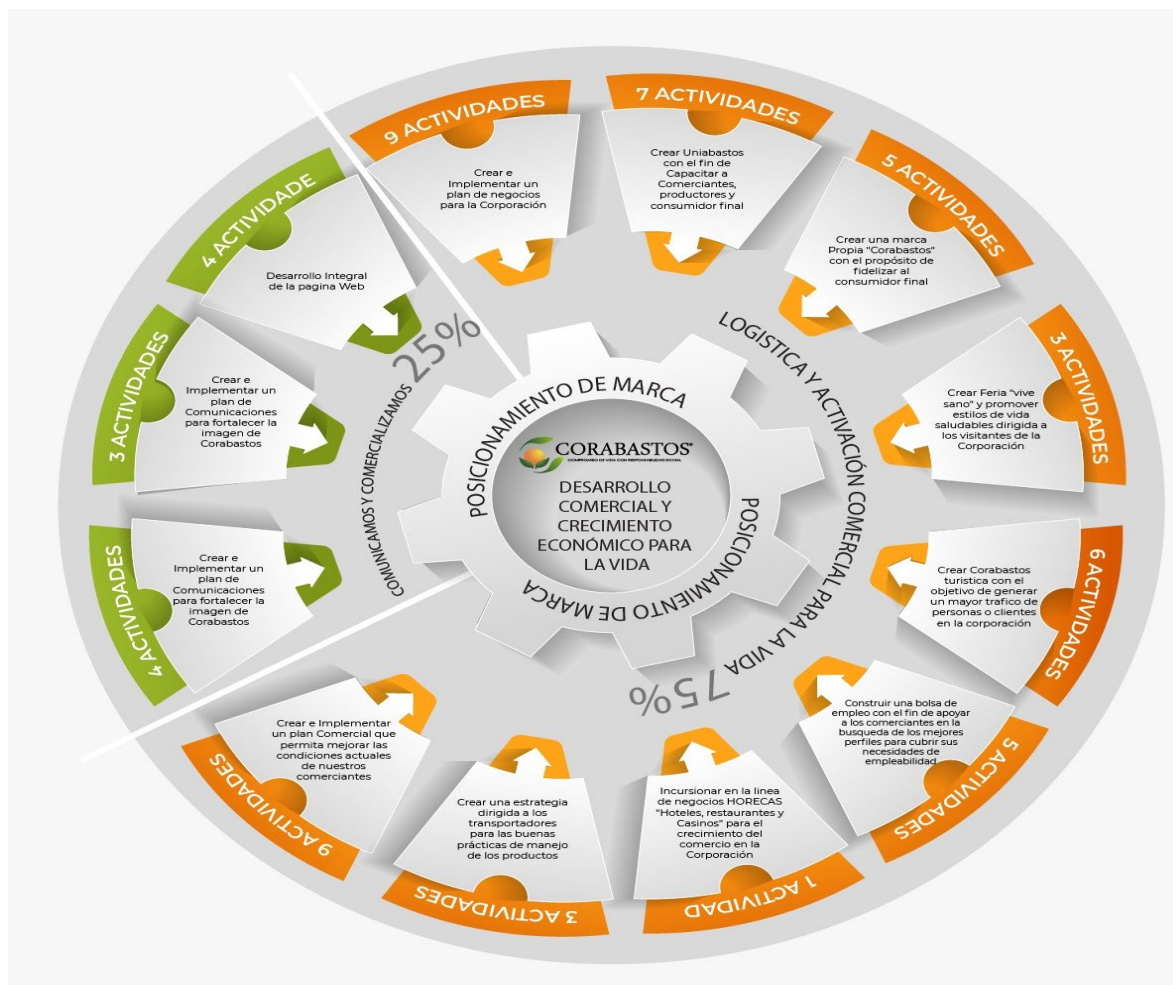 9 ACTIVIDADES
Crear e
Implementar un
plan de negocios
para la Corporación
7 ACTIVIDADES
Crear Uniabastos
con el fin de
Capacitar a
Comerciantes,
productores y
consumidor final
5 ACTIVIDADES
Crear una marca
Propia "Corabastos"
con el propósito de
fidelizar al
consumidor final
3 ACTIVIDADES
Crear Feria "vive
sano" y promover
estilos de vida
saludables dirigida a
los visitantes de la
Corporación
6 ACTIVIDADES
Crear Corabastos
turistica con el
objetivo de generar
un mayor trafico de
personas o clientes
en la corporación
5 ACTIVIDADES
Construir una bolsa de
empleo con el fin de apoyar
a los comerciantes en la
busqueda de los mejores
perfiles para cubrir sus
necesidades de
empleabilidad
1 ACTIVIDAD
Incursionar en la linea
de negocios HORECAS
"Hoteles, restaurantes y
Casinos" para el
crecimiento del
comercio en la
Corporación
3 ACTIVIDADES
Crear una estrategia
dirigida a los
transportadores
para las buenas
prácticas de manejo
de los productos
9 ACTIVIDADES
Crear e Implementar
un plan Comercial que
permita mejorar las
condiciones actuales
de nuestros
comerciantes
4 ACTIVIDADES
Crear e
Implementar un
plan de
Comunicaciones
para fortalecer la
imagen de
Corabastos
3 ACTIVIDADES
Crear e
Implementar un
plan de
Comunicaciones
para fortalecer la
imagen de
Corabastos
4 ACTIVIDADE
Desarrollo Integral
de la pagina Web
COMUNICAMOS Y COMERCIALIZAMOS 25%
LOGISTICA Y ACTIVACIÓN COMERCIAL PARA LA VIDA 75%
POSICIONAMIENTO DE MARCA
POSICIONAMIENTO DE MARCA
CORABASTOS
COMPROMISO DE VIDA CON RESPONSABILIDAD SOCIAL
DESARROLLO
COMERCIAL Y
CRECIMIENTO
ECONÓMICO PARA
LA VIDA